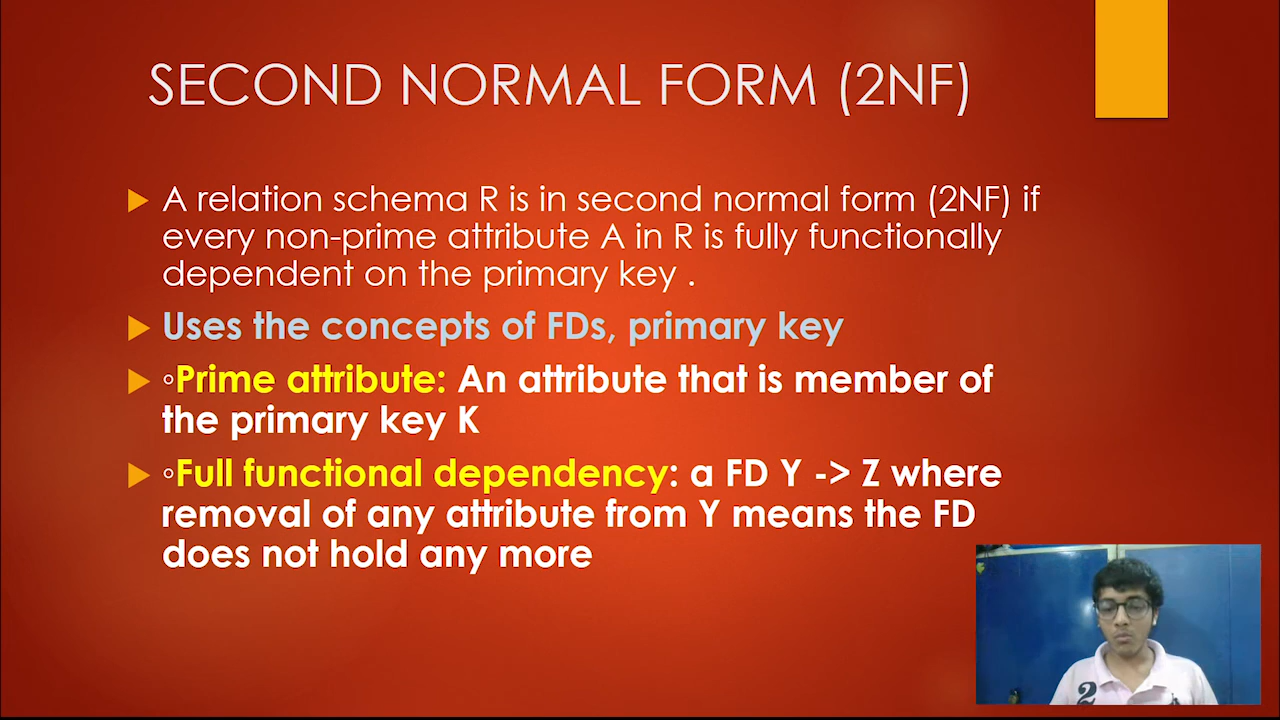 SECOND NORMAL FORM (2NF)
A relation schema R is in second normal form (2NF) if
every non-prime attribute A in R is fully functionally
dependent on the primary key .
Uses the concepts of FDs, primary key
◦Prime attribute: An attribute that is member of
the primary key K
◦Full functional dependency: a FD Y -> Z where
removal of any attribute from Y means the FD
does not hold any more
2